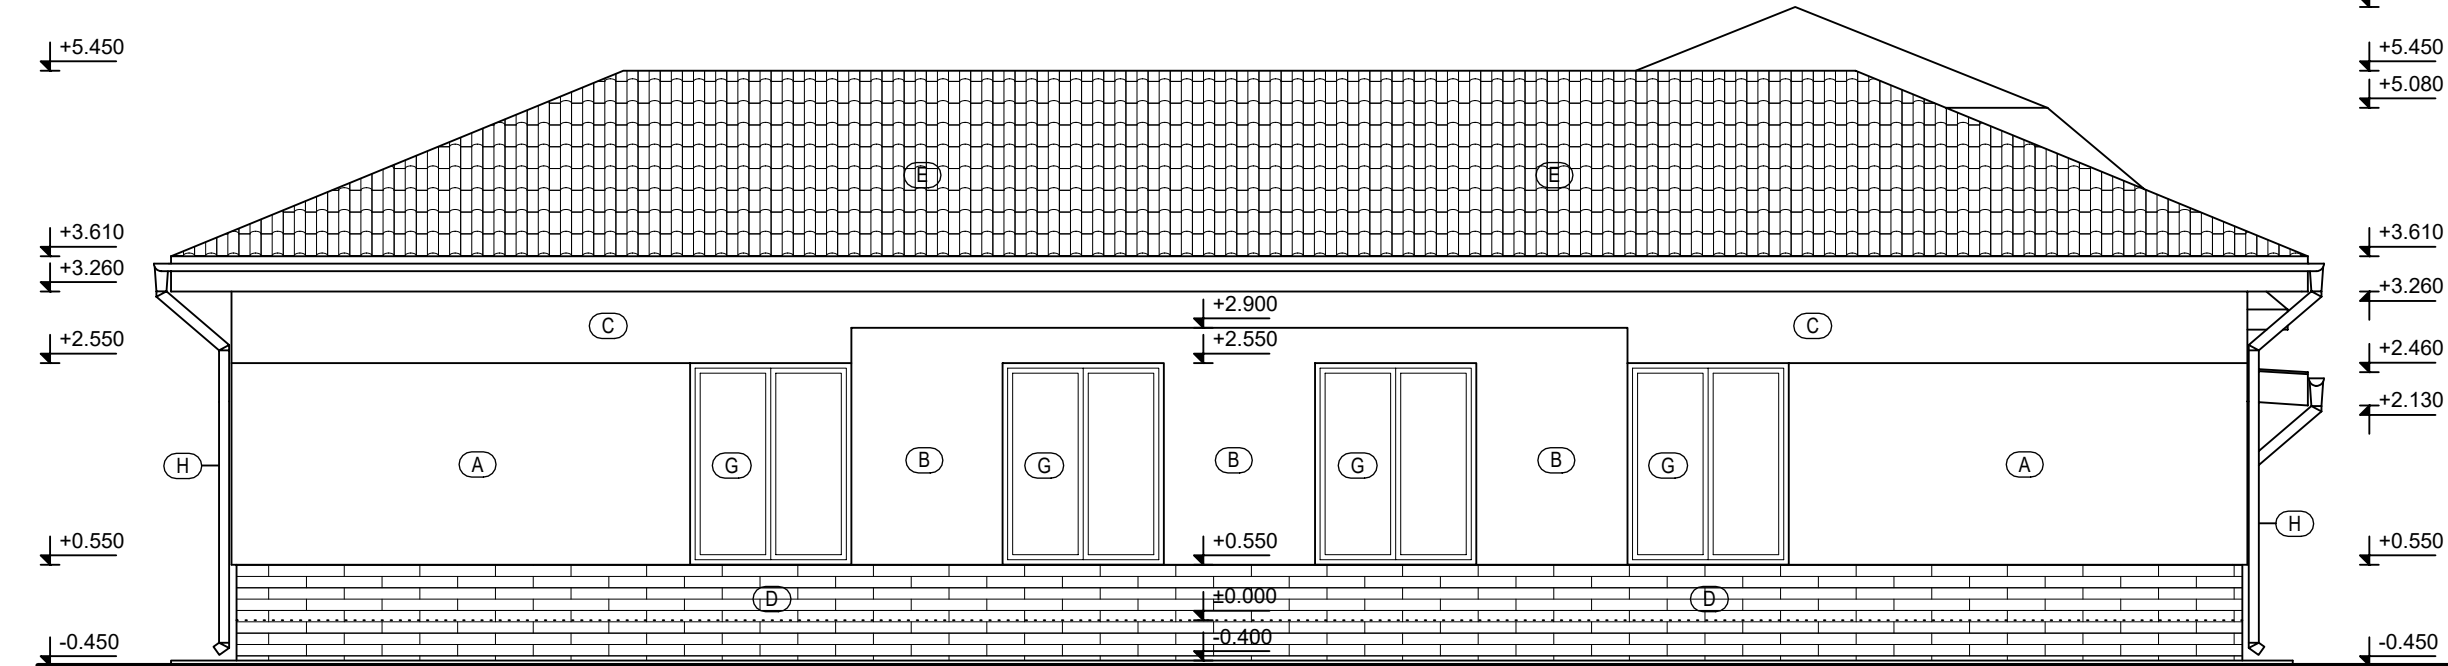 +5.450
+5.450
+5.080
E
E
+3.610
+3.610
+3.260
+3.260
+2.900
C
C
+2.550
+2.550
+2.460
+2.130
H
A
G
B
G
B
G
B
G
A
H
+0.550
+0.550
+0.550
D
±0.000
D
-0.450
-0.400
-0.450